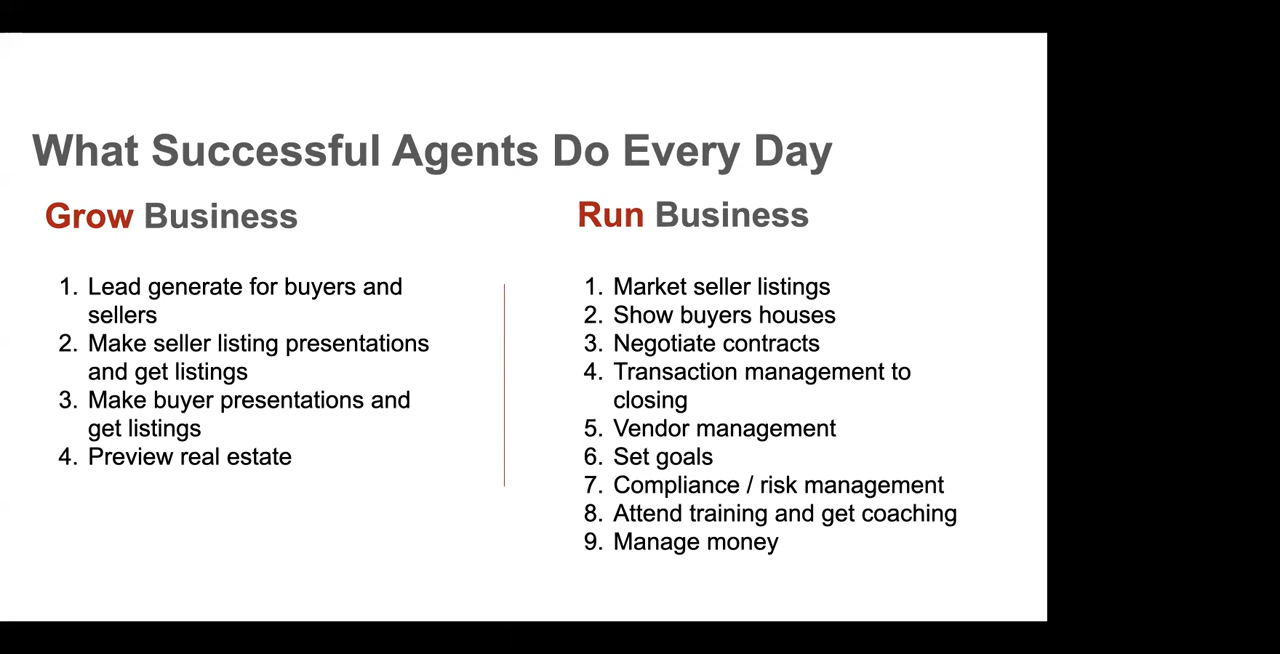 What Successful Agents Do Every Day
Grow Business
1. Lead generate for buyers and
sellers
2. Make seller listing presentations
and get listings
3. Make buyer presentations and
get listings
4. Preview real estate
Run Business
1. Market seller listings
2. Show buyers houses
3. Negotiate contracts
4. Transaction management to
closing
5. Vendor management
6. Set goals
7. Compliance / risk management
8. Attend training and get coaching
9. Manage money